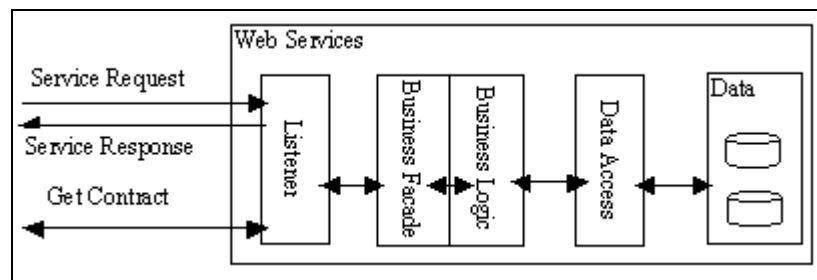 Web Services
Service Request
Service Response
Get Contract
Listener
Business Facade
Business Logic
Data Access
Data